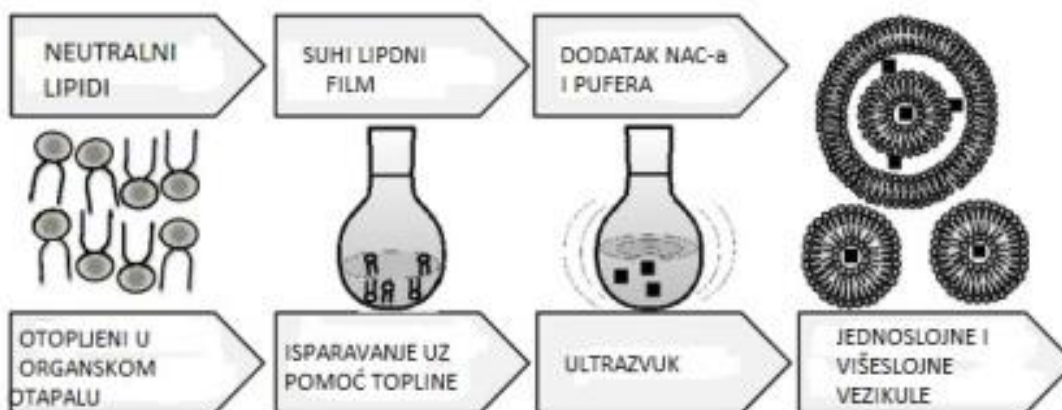 NEUTRALNI
LIPIDI
SUHI LIPDNI
FILM
DODATAK NAC-a
I PUFERA
OTOPLJENI U
ORGANSKOM
OTAPALU
ISPARAVANJE UZ
POMOĆ TOPLINE
ULTRAZVUK
JEDNOSLOJNE I
VIŠESLOJNE
VEZIKULE